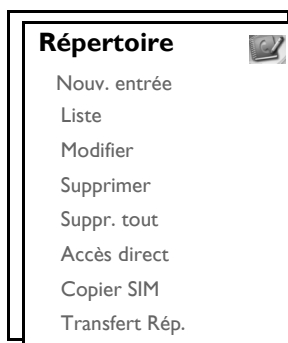 Répertoire
Nouv. entrée
Liste
Modifier
Supprimer
Suppr. tout
Accès direct
Copier SIM
Transfert Rép.